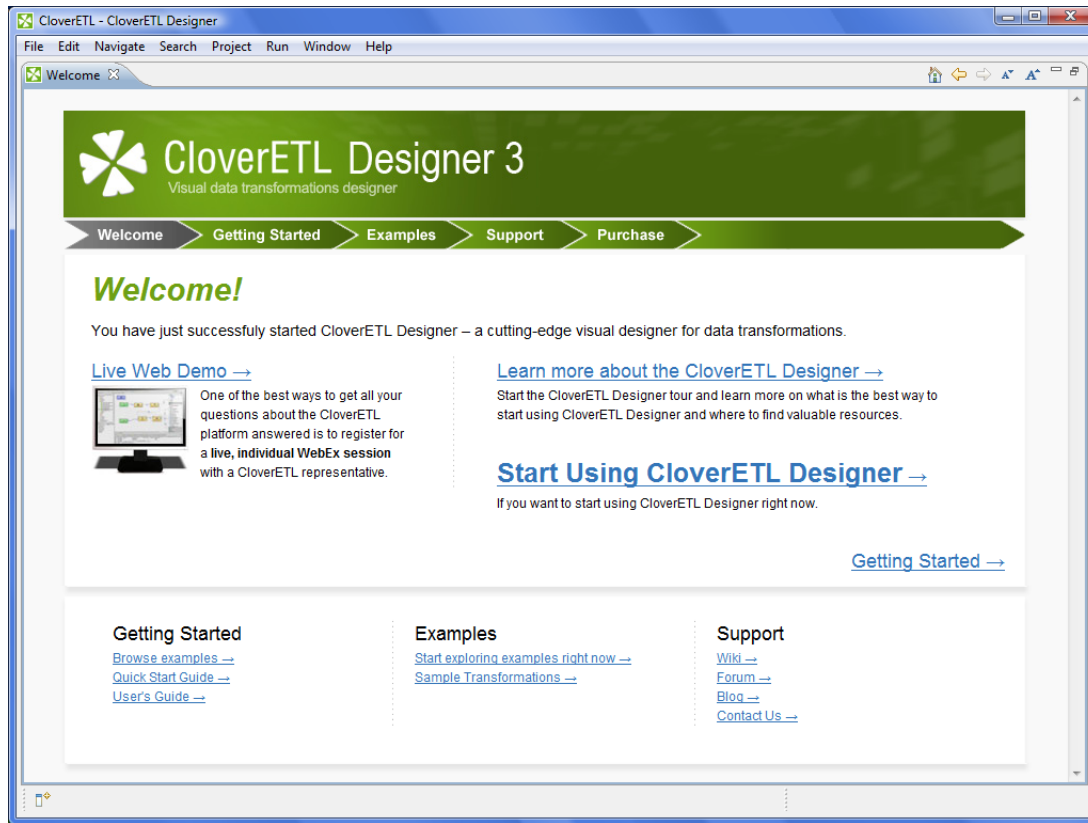 CloverETL - CloverETL Designer
File Edit Navigate Search Project Run Window Help
Welcome
CloverETL Designer 3
Visual data transformations designer
Welcome Getting Started Examples Support Purchase
Welcome!
You have just successfuly started CloverETL Designer – a cutting-edge visual designer for data transformations.
Live Web Demo →
One of the best ways to get all your
questions about the CloverETL
platform answered is to register for
a live, individual WebEx session
with a CloverETL representative.
Learn more about the CloverETL Designer →
Start the CloverETL Designer tour and learn more on what is the best way to
start using CloverETL Designer and where to find valuable resources.
Start Using CloverETL Designer →
If you want to start using CloverETL Designer right now.
Getting Started →
Getting Started
Browse examples →
Quick Start Guide →
User's Guide →
Examples
Start exploring examples right now →
Sample Transformations →
Support
Wiki →
Forum →
Blog →
Contact Us →